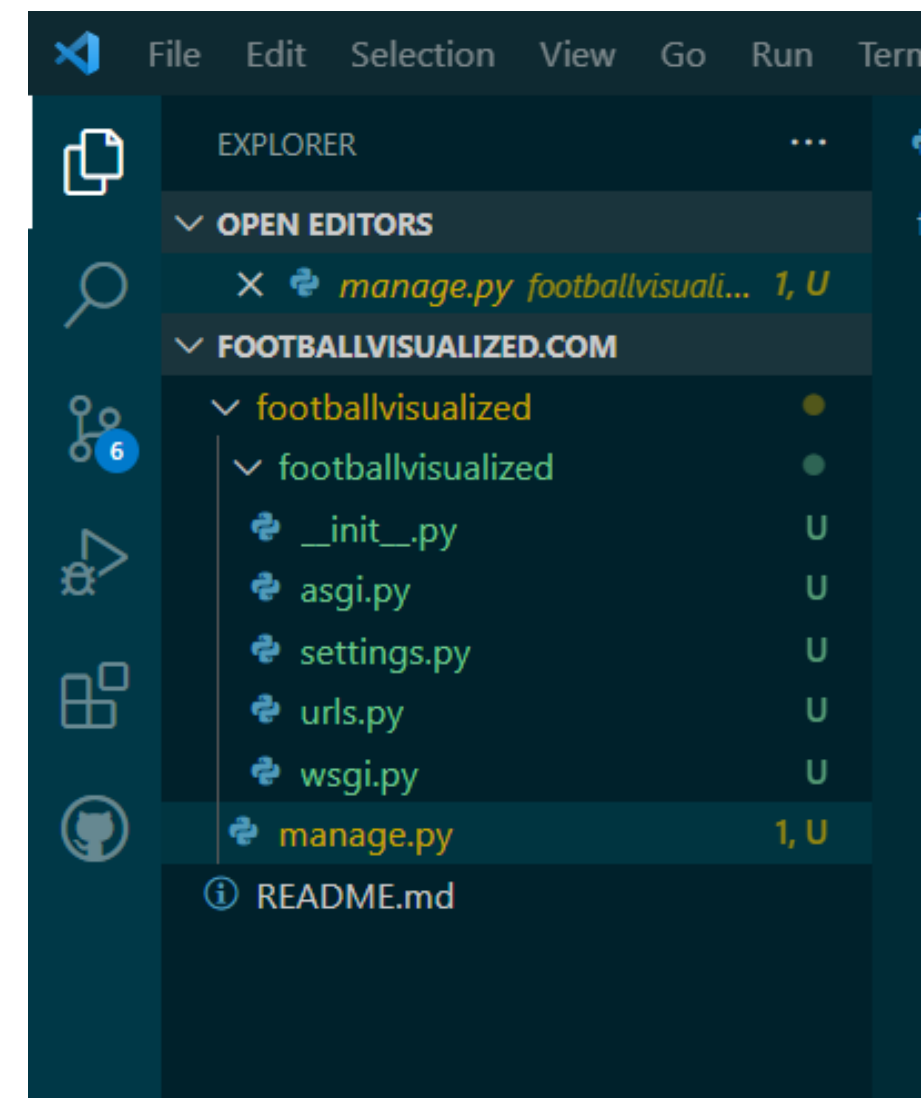 File Edit Selection View Go Run Term
EXPLORER ...
OPEN EDITORS
manage.py footballvisuali... 1, U
FOOTBALLVISUALIZED.COM
footballvisualized
6
footballvisualized
__init__.py U
asgi.py U
settings.py U
urls.py U
wsgi.py U
manage.py 1, U
README.md